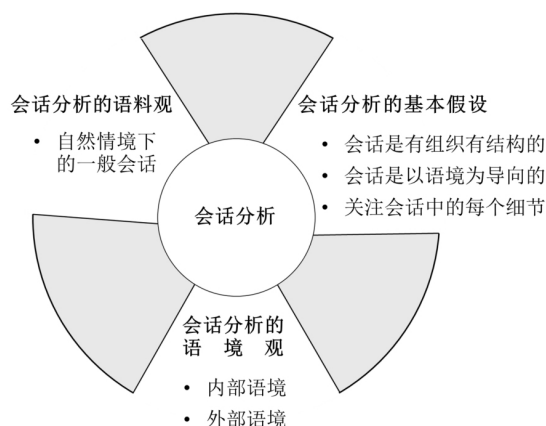 会话分析的语料观
• 自然情境下
的一般会话
会话分析的基本假设
• 会话是有组织有结构的
• 会话是以语境为导向的
• 关注会话中的每个细节
会话分析
会话分析的
语境观
• 内部语境
• 外部语境